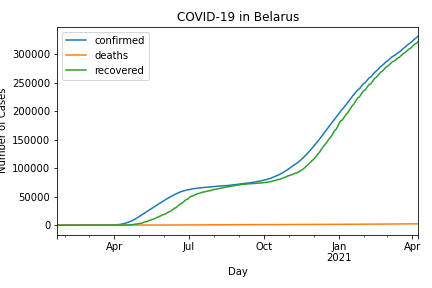 COVID-19 in Belarus
confirmed
deaths
recovered
Number of Cases
300000
250000
200000
150000
100000
50000
0
Apr
Jul
Oct
Jan
2021
Apr
Day